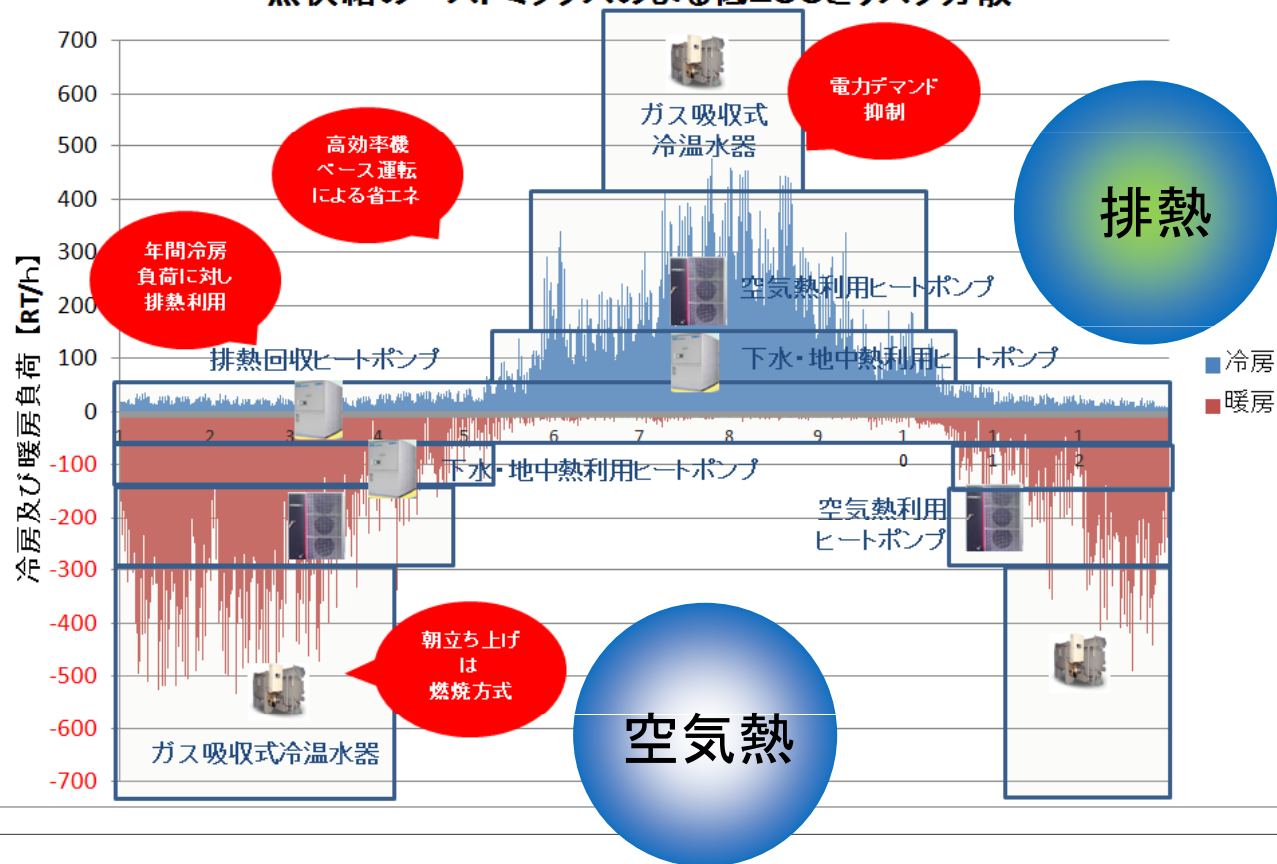 700
600
500
400
300
200
100
0
-100
-200
-300
-400
-500
-600
-700
冷房及び暖房負荷【RT/h】
ガス吸収式
冷温水器
電力デマンド
抑制
高効率機
ベース運転
による省エネ
排熱
年間冷房
負荷に対し
排熱利用
空気熱利用ヒートポンプ
排熱回収ヒートポンプ
下水・地中熱利用ヒートポンプ
冷房
暖房
1 2 3 4 5 6 7 8 9 10 11 12
下水・地中熱利用ヒートポンプ
空気熱利用
ヒートポンプ
朝立ち上げ
は
燃焼方式
空気熱
ガス吸収式冷温水器